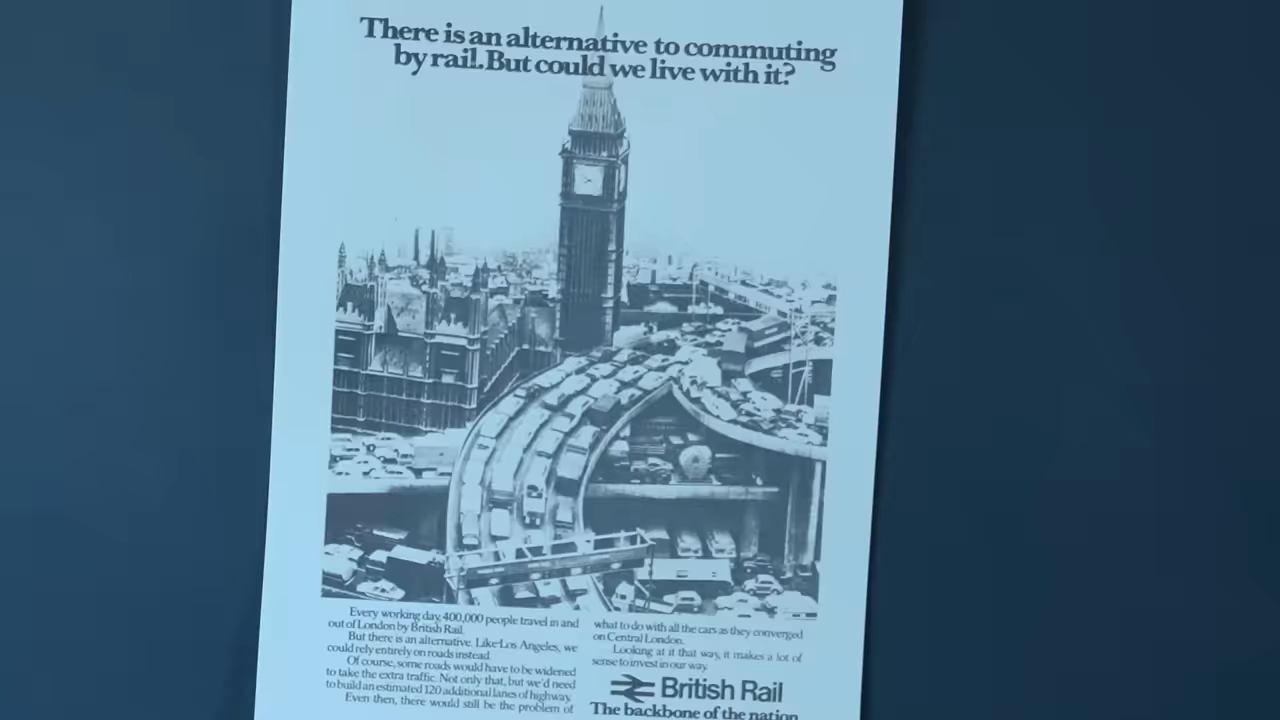 There is an alternative to commuting
by rail. But could we live with it?
Every working day, 400,000 people travel in and
out of London by British Rail.
But there is an alternative. Like Los Angeles, we
could rely entirely on roads instead.
Of course, some roads would have to be widened
to take the extra traffic. Not only that, but we'd need
to build an estimated 120 additional lanes of highway.
Even then, there would still be the problem of
what to do with all the cars as they converged
on Central London.
Looking at it that way, it makes a lot of
sense to invest in our way.
British Rail
The backbone of the nation